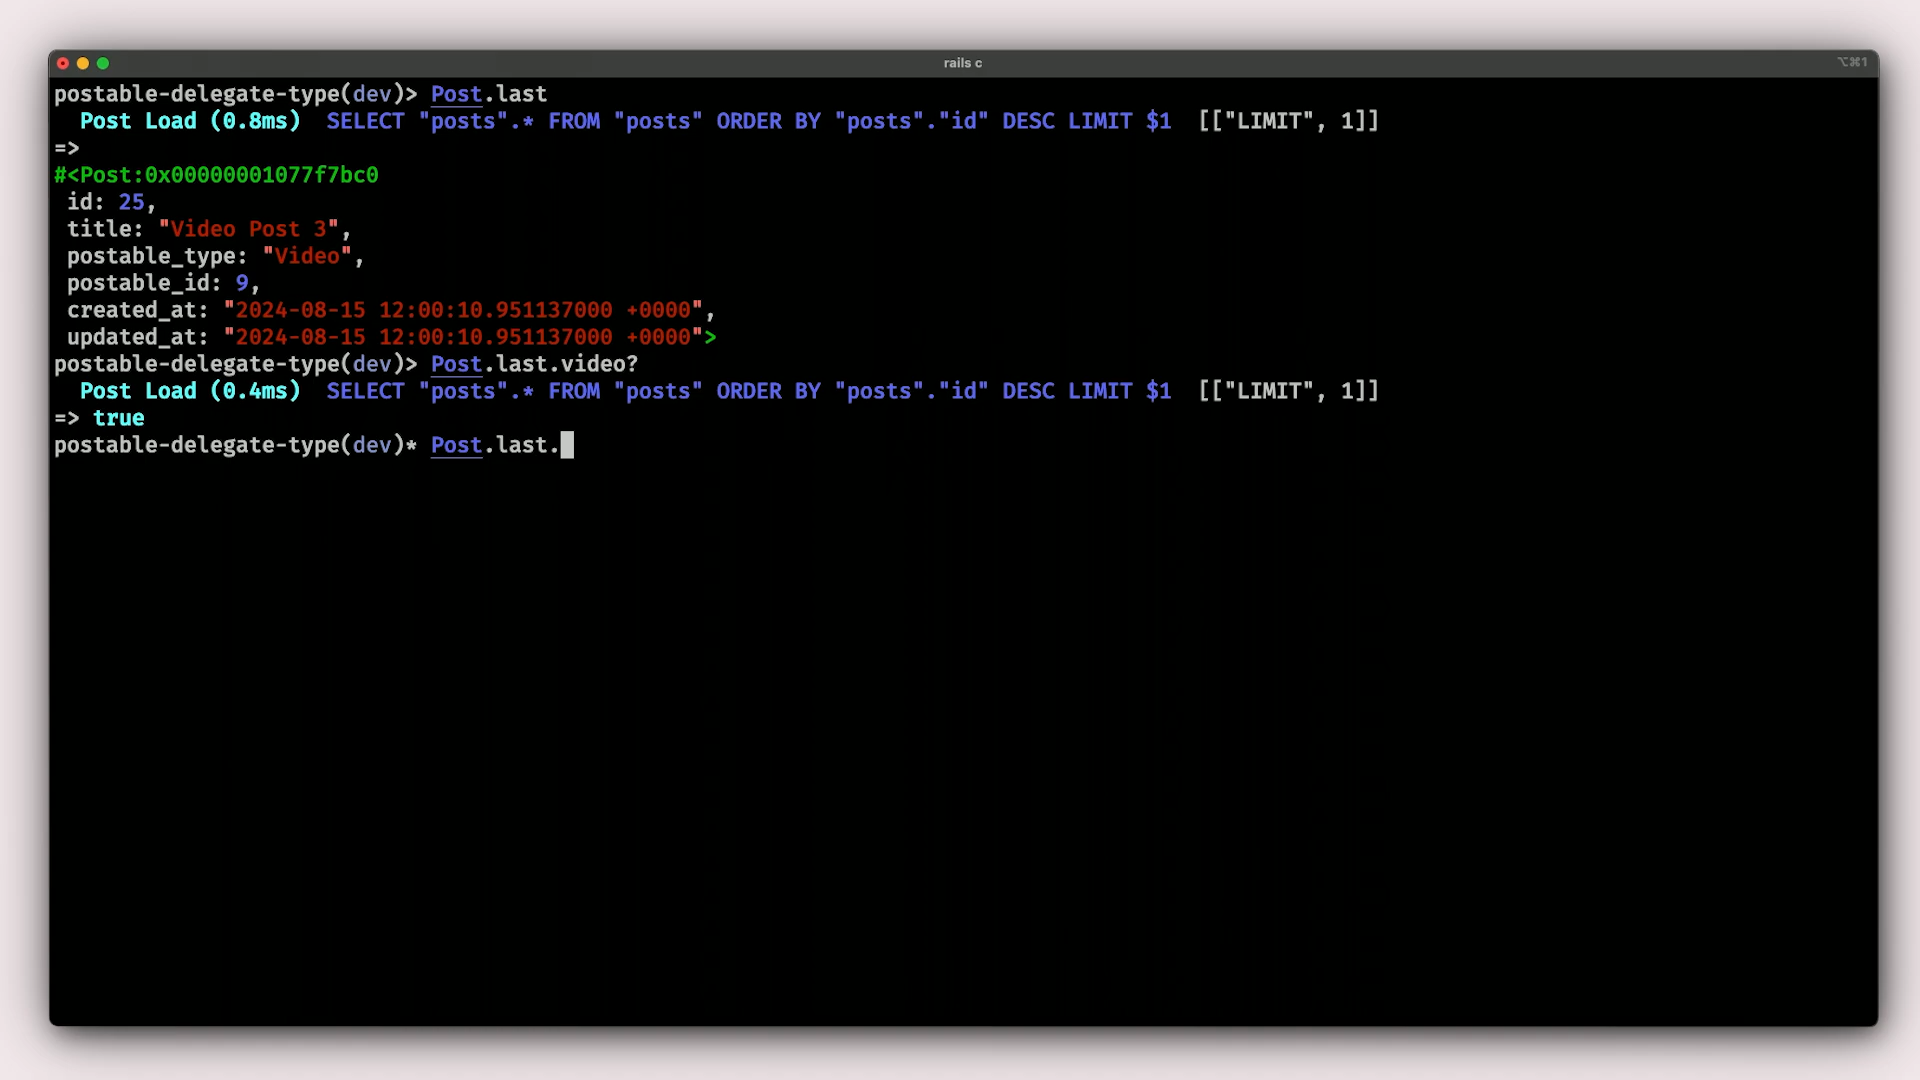 rails c
⌥⌘1
postable-delegate-type(dev)> Post.last
  Post Load (0.8ms)  SELECT "posts".* FROM "posts" ORDER BY "posts"."id" DESC LIMIT $1  [["LIMIT", 1]]
=>
#<Post:0x00000001077f7bc0
 id: 25,
 title: "Video Post 3",
 postable_type: "Video",
 postable_id: 9,
 created_at: "2024-08-15 12:00:10.951137000 +0000",
 updated_at: "2024-08-15 12:00:10.951137000 +0000">
postable-delegate-type(dev)> Post.last.video?
  Post Load (0.4ms)  SELECT "posts".* FROM "posts" ORDER BY "posts"."id" DESC LIMIT $1  [["LIMIT", 1]]
=> true
postable-delegate-type(dev)* Post.last.